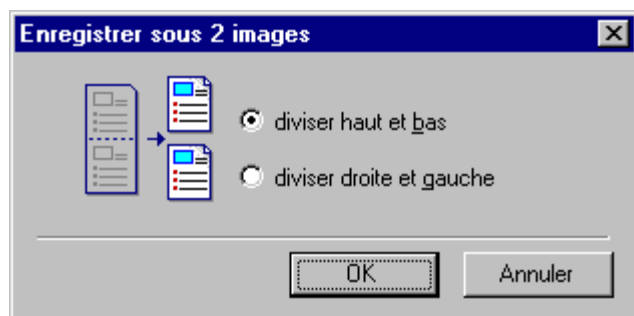 Enregistrer sous 2 images
diviser haut et bas
diviser droite et gauche
OK
Annuler